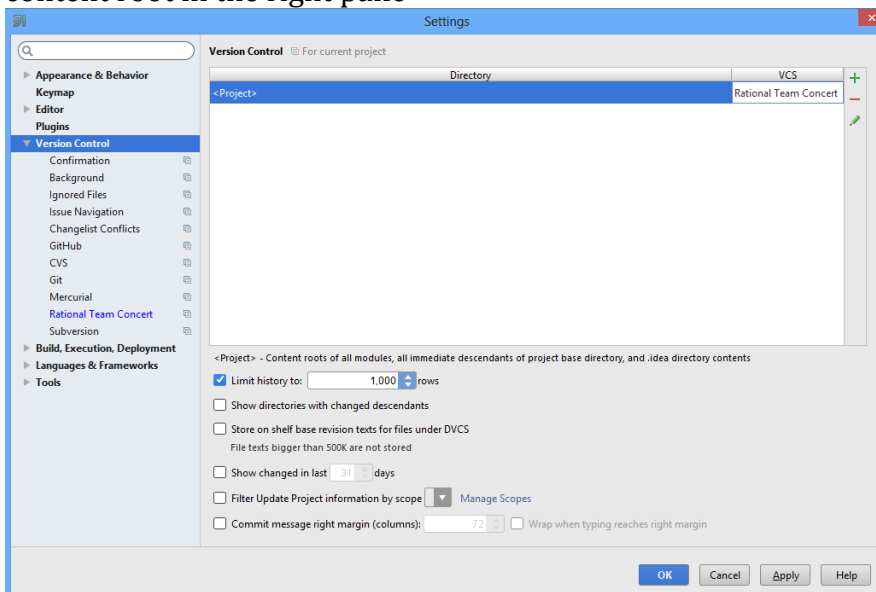 Settings
Version Control For current project
Appearance & Behavior
Keymap
Editor
Plugins
Version Control
Confirmation
Background
Ignored Files
Issue Navigation
Changelist Conflicts
GitHub
CVS
Git
Mercurial
Rational Team Concert
Subversion
Build, Execution, Deployment
Languages & Frameworks
Tools
Directory VCS
<Project> Rational Team Concert
<Project> - Content roots of all modules, all immediate descendants of project base directory, and .idea directory contents
Limit history to: 1,000 rows
Show directories with changed descendants
Store on shelf base revision texts for files under DVCS
File texts bigger than 500K are not stored
Show changed in last 31 days
Filter Update Project information by scope Manage Scopes
Commit message right margin (columns): 72 Wrap when typing reaches right margin
OK Cancel Apply Help